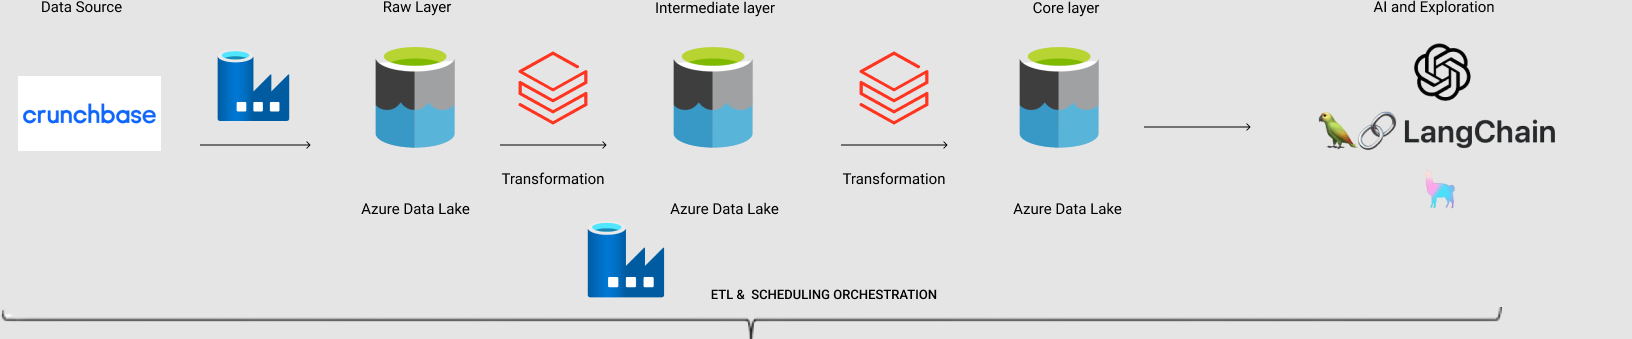 Data Source
Raw Layer
Intermediate layer
Core layer
AI and Exploration
crunchbase
LangChain
Transformation
Transformation
Azure Data Lake
Azure Data Lake
Azure Data Lake
ETL & SCHEDULING ORCHESTRATION